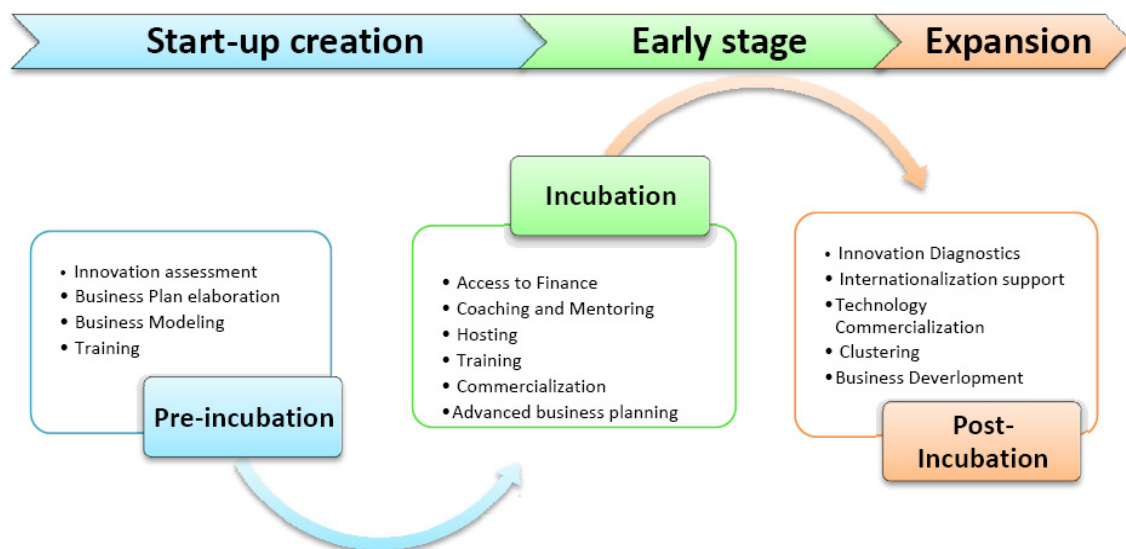 Start-up creation
Early stage
Expansion
• Innovation assessment
• Business Plan elaboration
• Business Modeling
• Training
Pre-incubation
Incubation
• Access to Finance
• Coaching and Mentoring
• Hosting
• Training
• Commercialization
• Advanced business planning
• Innovation Diagnostics
• Internationalization support
• Technology
Commercialization
• Clustering
• Business Deverlopment
Post-
Incubation